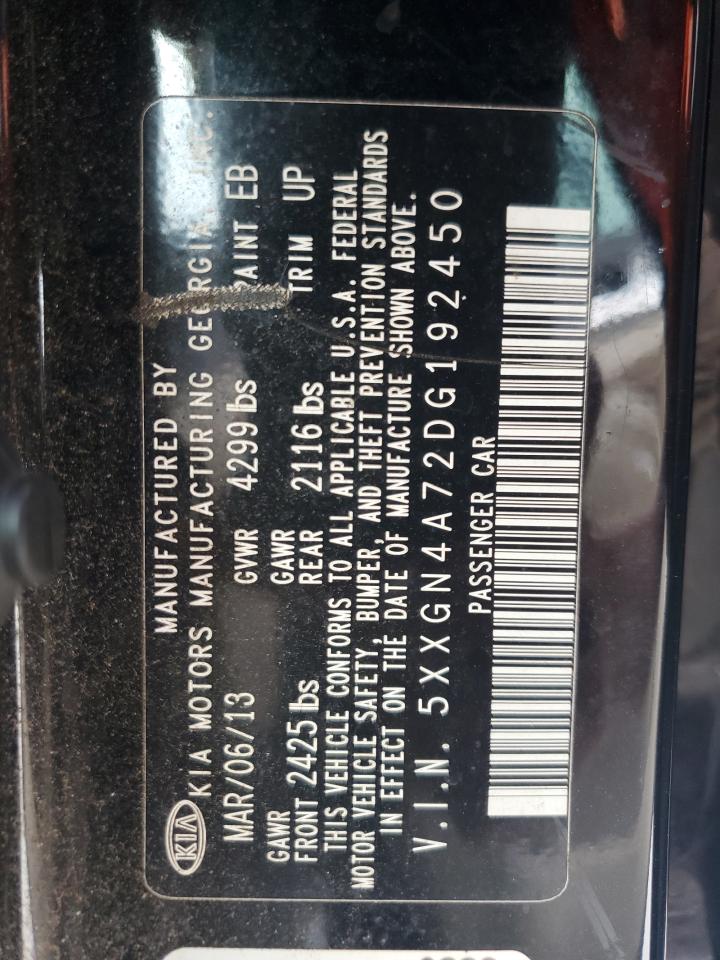 KIA
MANUFACTURED BY
KIA MOTORS MANUFACTURING GEORGIA, INC.
MAR/06/13 GVWR 4299 lbs PAINT EB
GAWR FRONT 2425 lbs GAWR REAR 2116 lbs TRIM UP
THIS VEHICLE CONFORMS TO ALL APPLICABLE U.S.A. FEDERAL
MOTOR VEHICLE SAFETY, BUMPER, AND THEFT PREVENTION STANDARDS
IN EFFECT ON THE DATE OF MANUFACTURE SHOWN ABOVE.
V.I.N. 5XXGN4A72DG192450
PASSENGER CAR